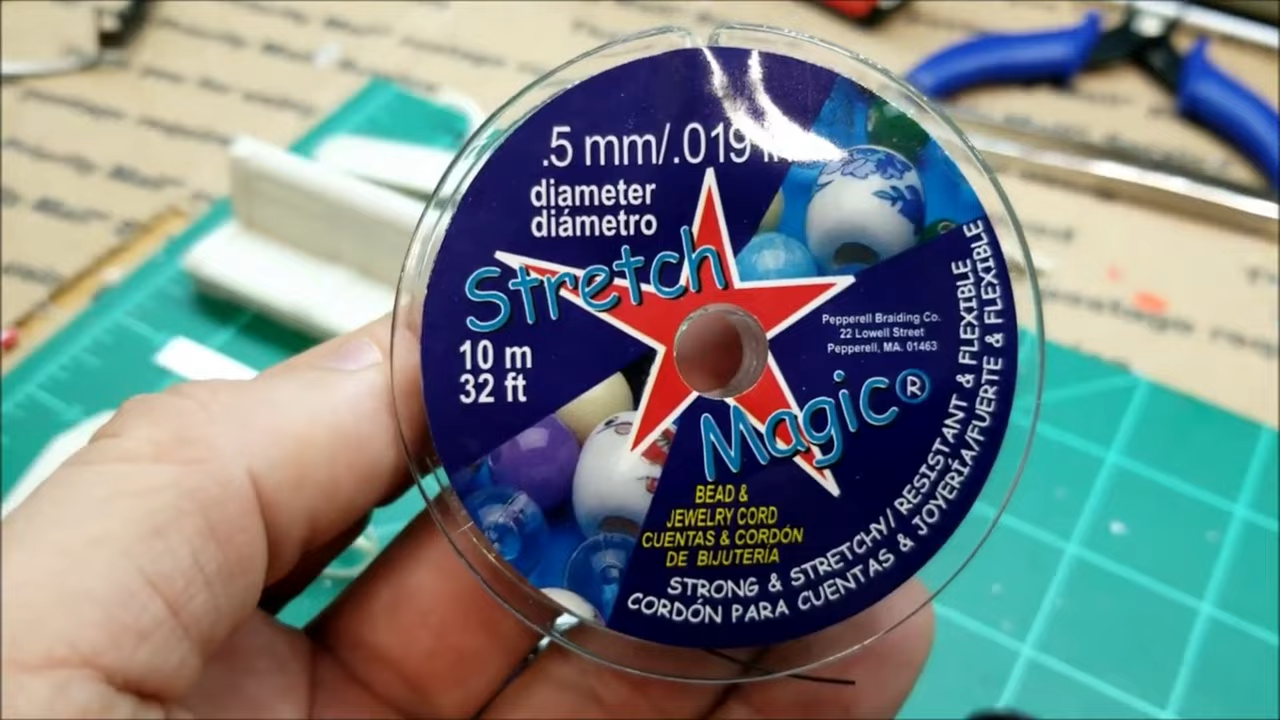 .5 mm/.019
diameter
diámetro
Stretch
10 m
32 ft
Pepperell Braiding Co.
22 Lowell Street
Pepperell, MA. 01463
Magic®
BEAD &
JEWELRY CORD
CUENTAS & CORDÓN
DE BIJUTERÍA
STRONG & STRETCHY/ RESISTANT & FLEXIBLE
CORDÓN PARA CUENTAS & JOYERÍA/FUERTE & FLEXIBLE